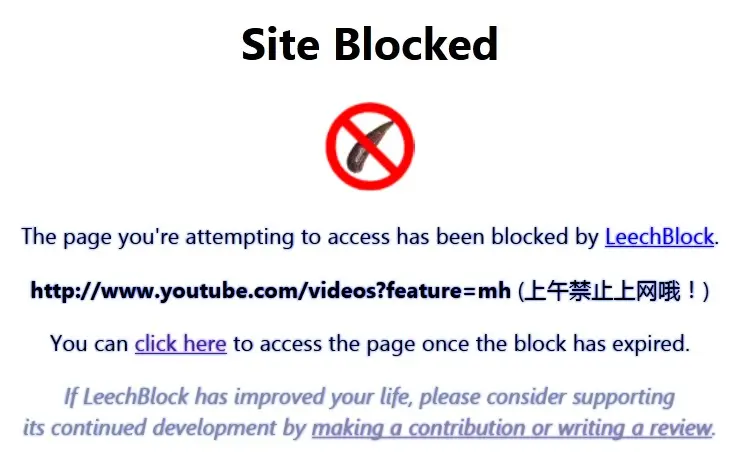 Site Blocked
The page you're attempting to access has been blocked by LeechBlock.
http://www.youtube.com/videos?feature=mh (上午禁止上网哦！)
You can click here to access the page once the block has expired.
If LeechBlock has improved your life, please consider supporting
its continued development by making a contribution or writing a review.